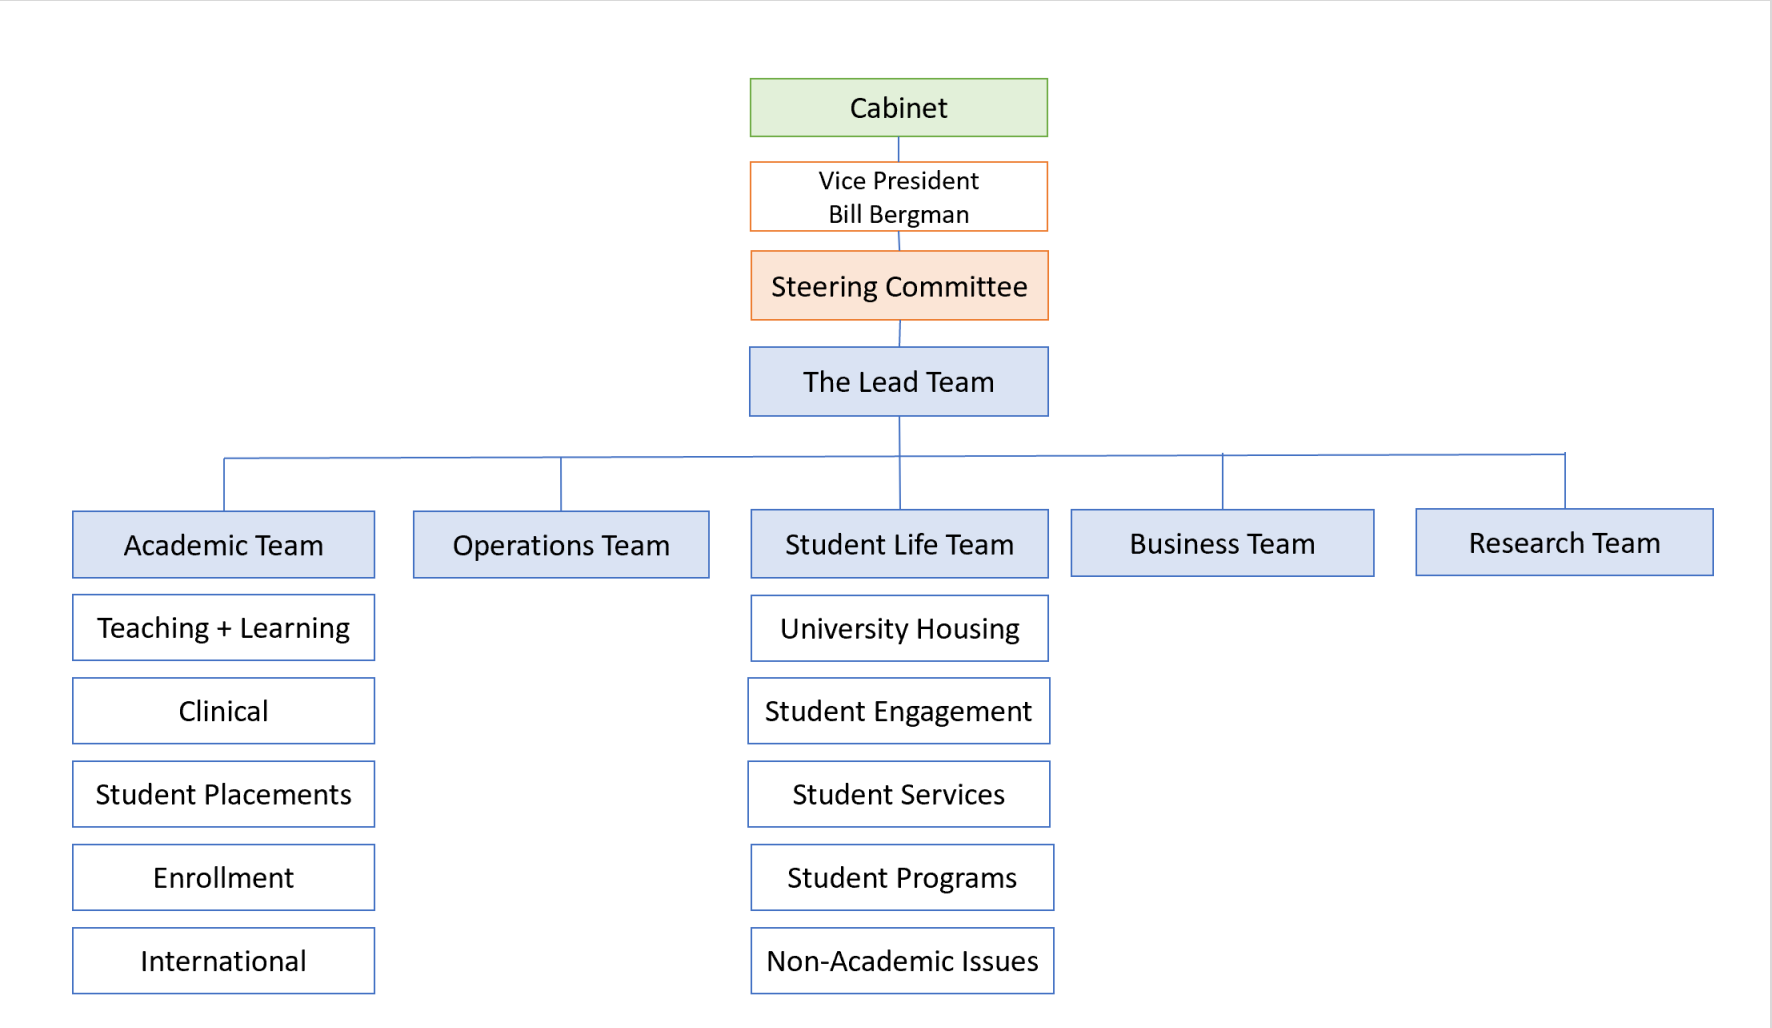 Cabinet
Vice President
Bill Bergman
Steering Committee
The Lead Team
Academic Team
Operations Team
Student Life Team
Business Team
Research Team
Teaching + Learning
University Housing
Clinical
Student Engagement
Student Placements
Student Services
Enrollment
Student Programs
International
Non-Academic Issues